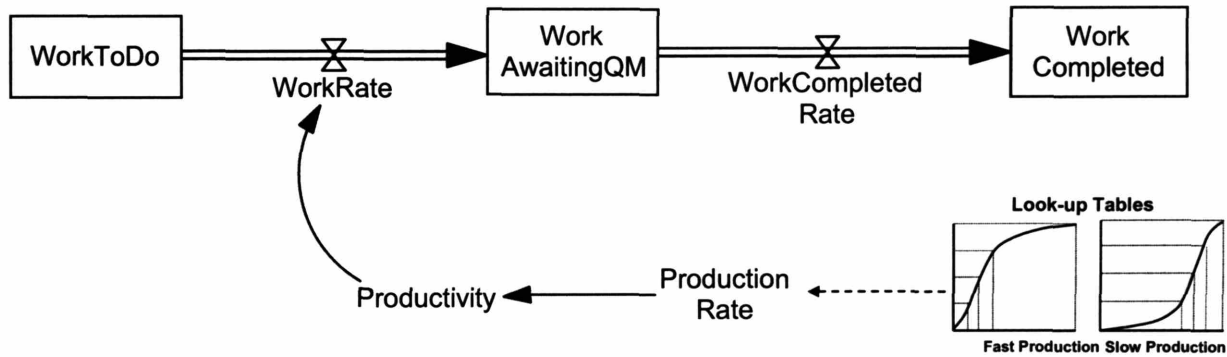 WorkToDo
WorkRate
Work
AwaitingQM
WorkCompleted
Rate
Work
Completed
Look-up Tables
Productivity
Production
Rate
Fast Production Slow Production